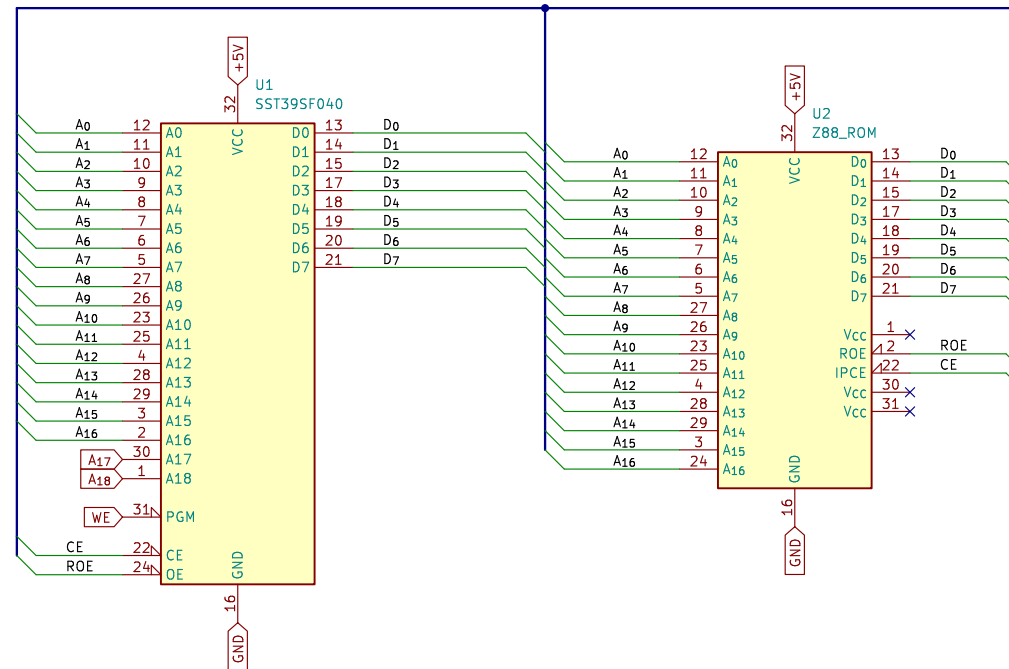 +5V
32
U1
SST39SF040
VCC
A₀ 12 A0
A₁ 11 A1
A₂ 10 A2
A₃ 9 A3
A₄ 8 A4
A₅ 7 A5
A₆ 6 A6
A₇ 5 A7
A₈ 27 A8
A₉ 26 A9
A₁₀ 23 A10
A₁₁ 25 A11
A₁₂ 4 A12
A₁₃ 28 A13
A₁₄ 29 A14
A₁₅ 3 A15
A₁₆ 2 A16
A₁₇ 30 A17
A₁₈ 1 A18
WE 31 PGM
CE 22 CE
ROE 24 OE
D0 13 D₀
D1 14 D₁
D2 15 D₂
D3 17 D₃
D4 18 D₄
D5 19 D₅
D6 20 D₆
D7 21 D₇
GND
16
GND
+5V
32
U2
Z88_ROM
VCC
A₀ 12 A₀
A₁ 11 A₁
A₂ 10 A₂
A₃ 9 A₃
A₄ 8 A₄
A₅ 7 A₅
A₆ 6 A₆
A₇ 5 A₇
A₈ 27 A₈
A₉ 26 A₉
A₁₀ 23 A₁₀
A₁₁ 25 A₁₁
A₁₂ 4 A₁₂
A₁₃ 28 A₁₃
A₁₄ 29 A₁₄
A₁₅ 3 A₁₅
A₁₆ 24 A₁₆
D₀ 13 D₀
D₁ 14 D₁
D₂ 15 D₂
D₃ 17 D₃
D₄ 18 D₄
D₅ 19 D₅
D₆ 20 D₆
D₇ 21 D₇
Vcc 1
ROE 2 ROE
IPCE 22 CE
Vcc 30
Vcc 31
GND
16
GND